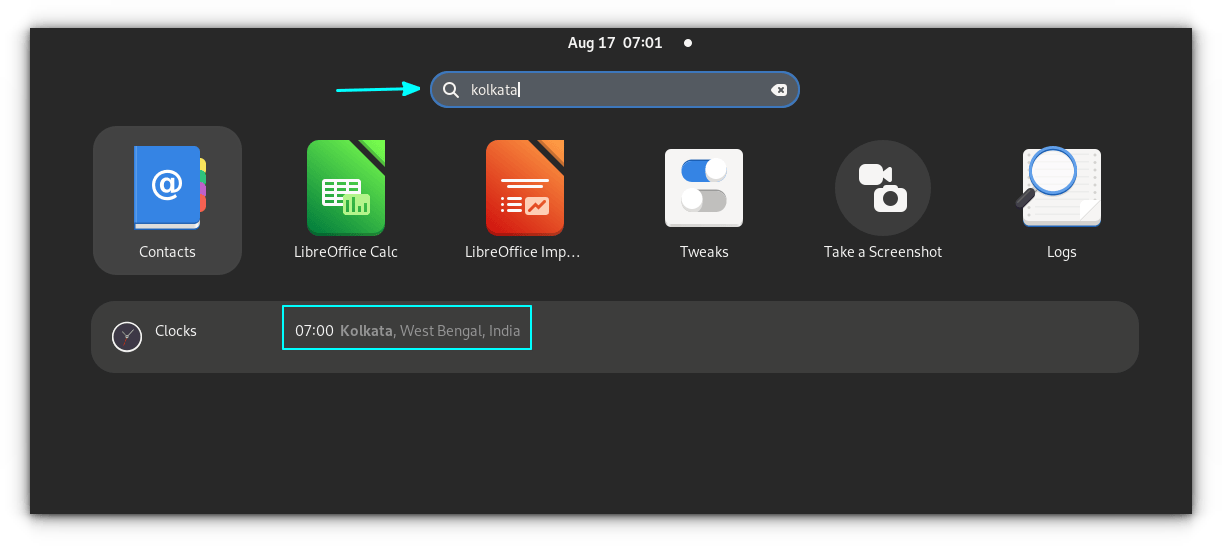 Aug 17 07:01
kolkata
@
Contacts
LibreOffice Calc
LibreOffice Imp...
Tweaks
Take a Screenshot
Logs
Clocks
07:00 Kolkata, West Bengal, India